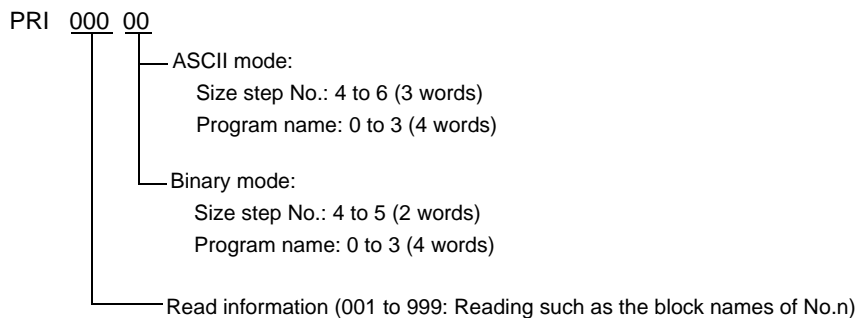 PRI 000 00
ASCII mode:
Size step No.: 4 to 6 (3 words)
Program name: 0 to 3 (4 words)
Binary mode:
Size step No.: 4 to 5 (2 words)
Program name: 0 to 3 (4 words)
Read information (001 to 999: Reading such as the block names of No.n)